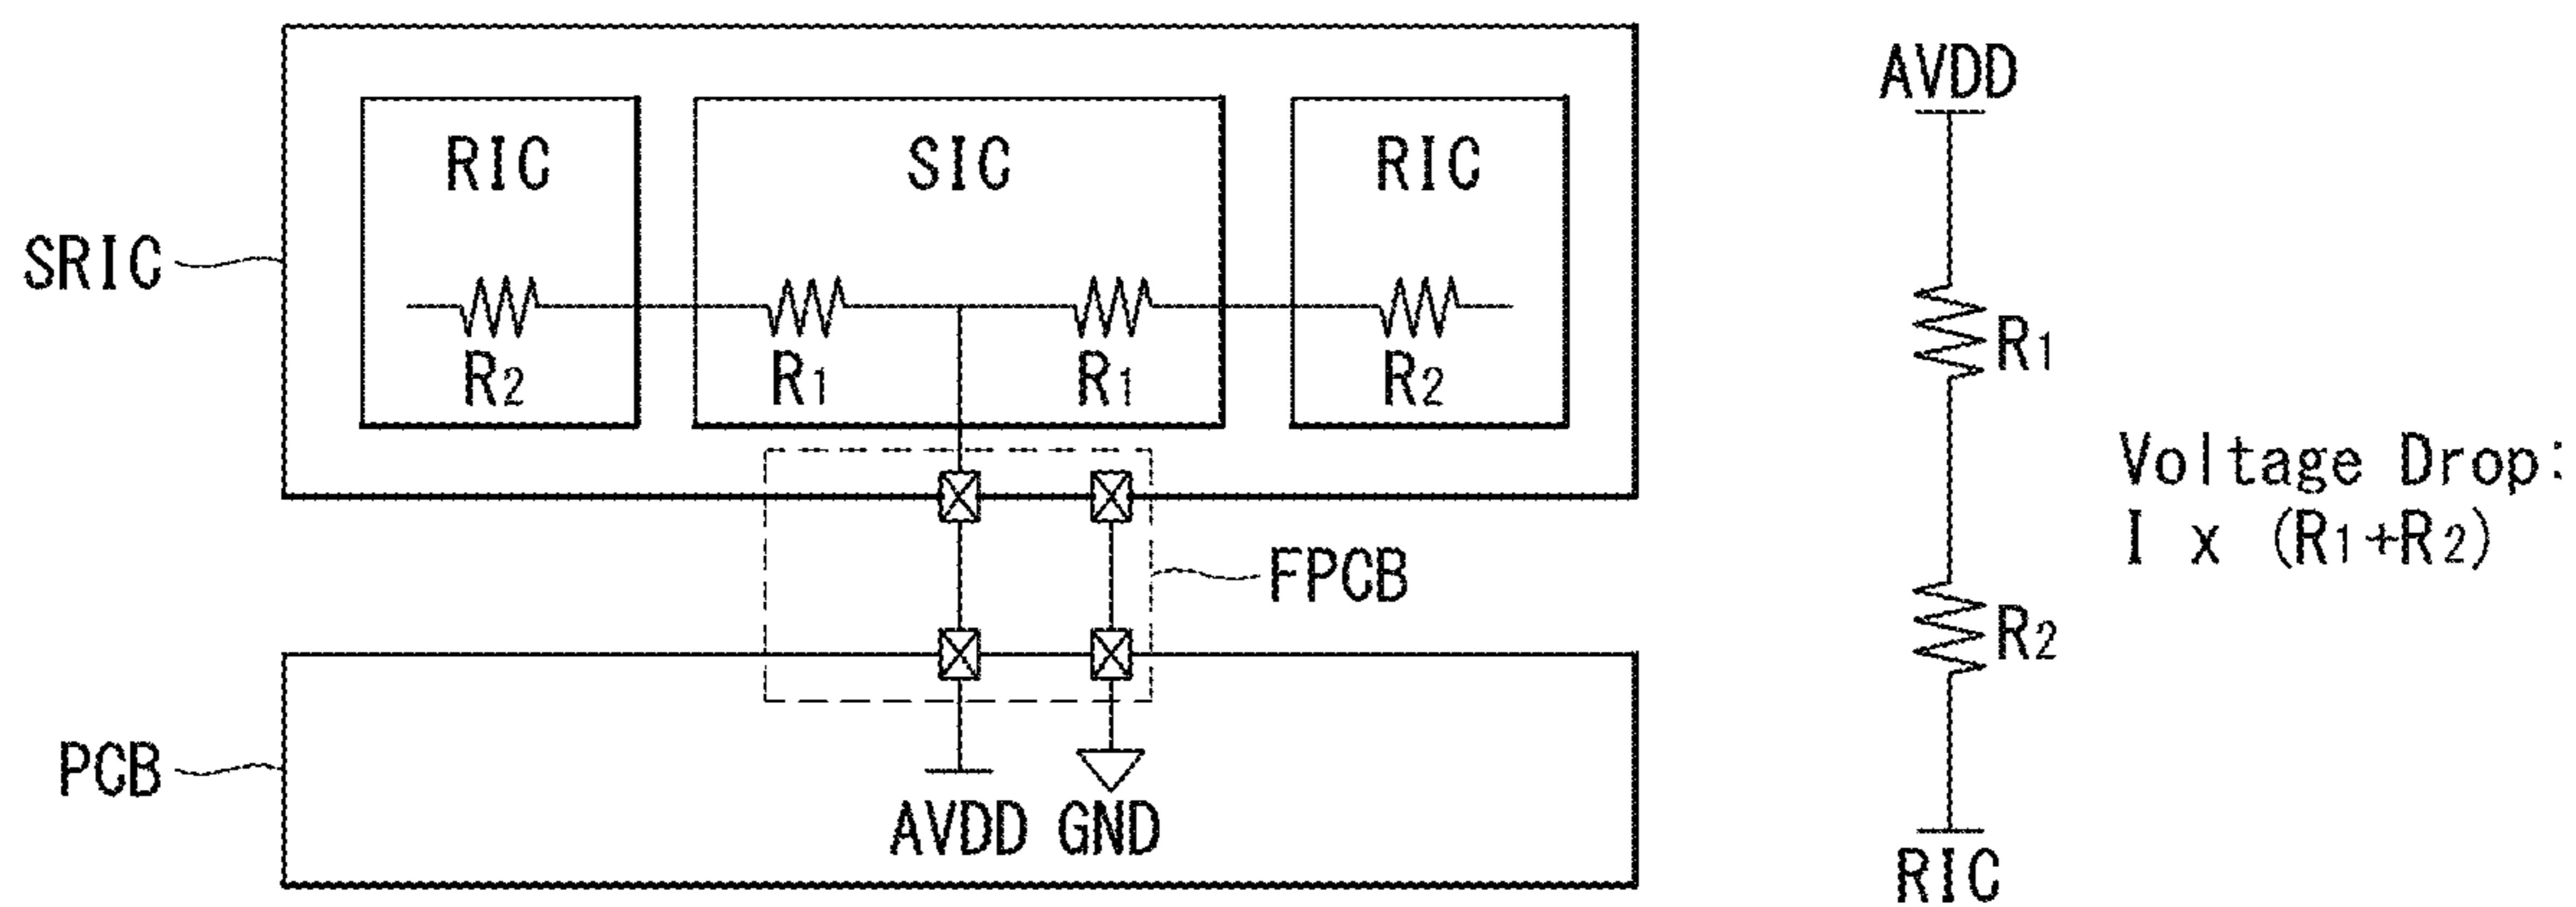 RIC SIC RIC
SRIC
R2 R1 R1 R2
FPCB
PCB
AVDD GND
AVDD
R1
R2
RIC
Voltage Drop:
I x (R1+R2)